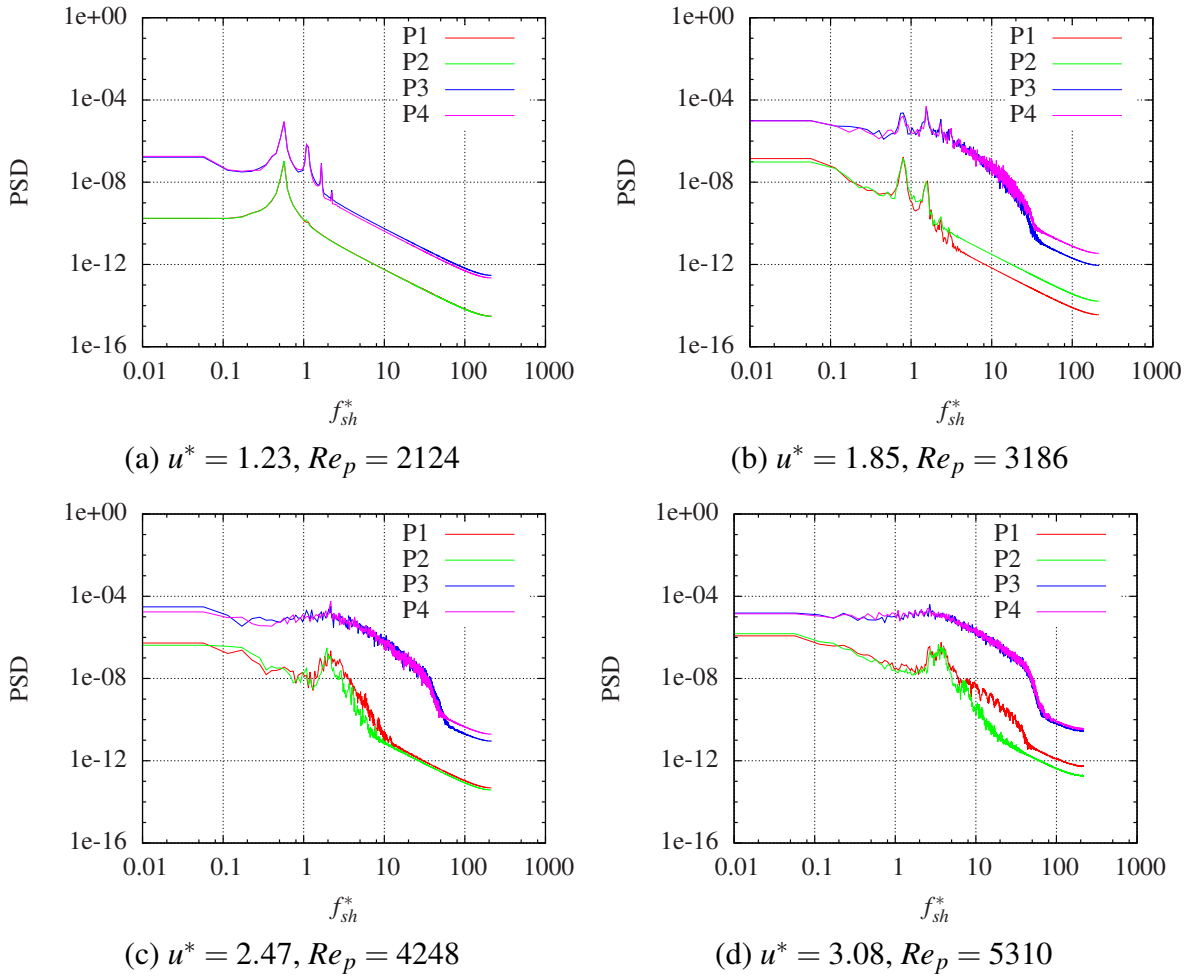 1e+00
1e-04
1e-08
1e-12
1e-16
PSD
0.01 0.1 1 10 100 1000
f*sh
P1
P2
P3
P4
(a) u* = 1.23, Rep = 2124
1e+00
1e-04
1e-08
1e-12
1e-16
PSD
0.01 0.1 1 10 100 1000
f*sh
P1
P2
P3
P4
(b) u* = 1.85, Rep = 3186
1e+00
1e-04
1e-08
1e-12
1e-16
PSD
0.01 0.1 1 10 100 1000
f*sh
P1
P2
P3
P4
(c) u* = 2.47, Rep = 4248
1e+00
1e-04
1e-08
1e-12
1e-16
PSD
0.01 0.1 1 10 100 1000
f*sh
P1
P2
P3
P4
(d) u* = 3.08, Rep = 5310